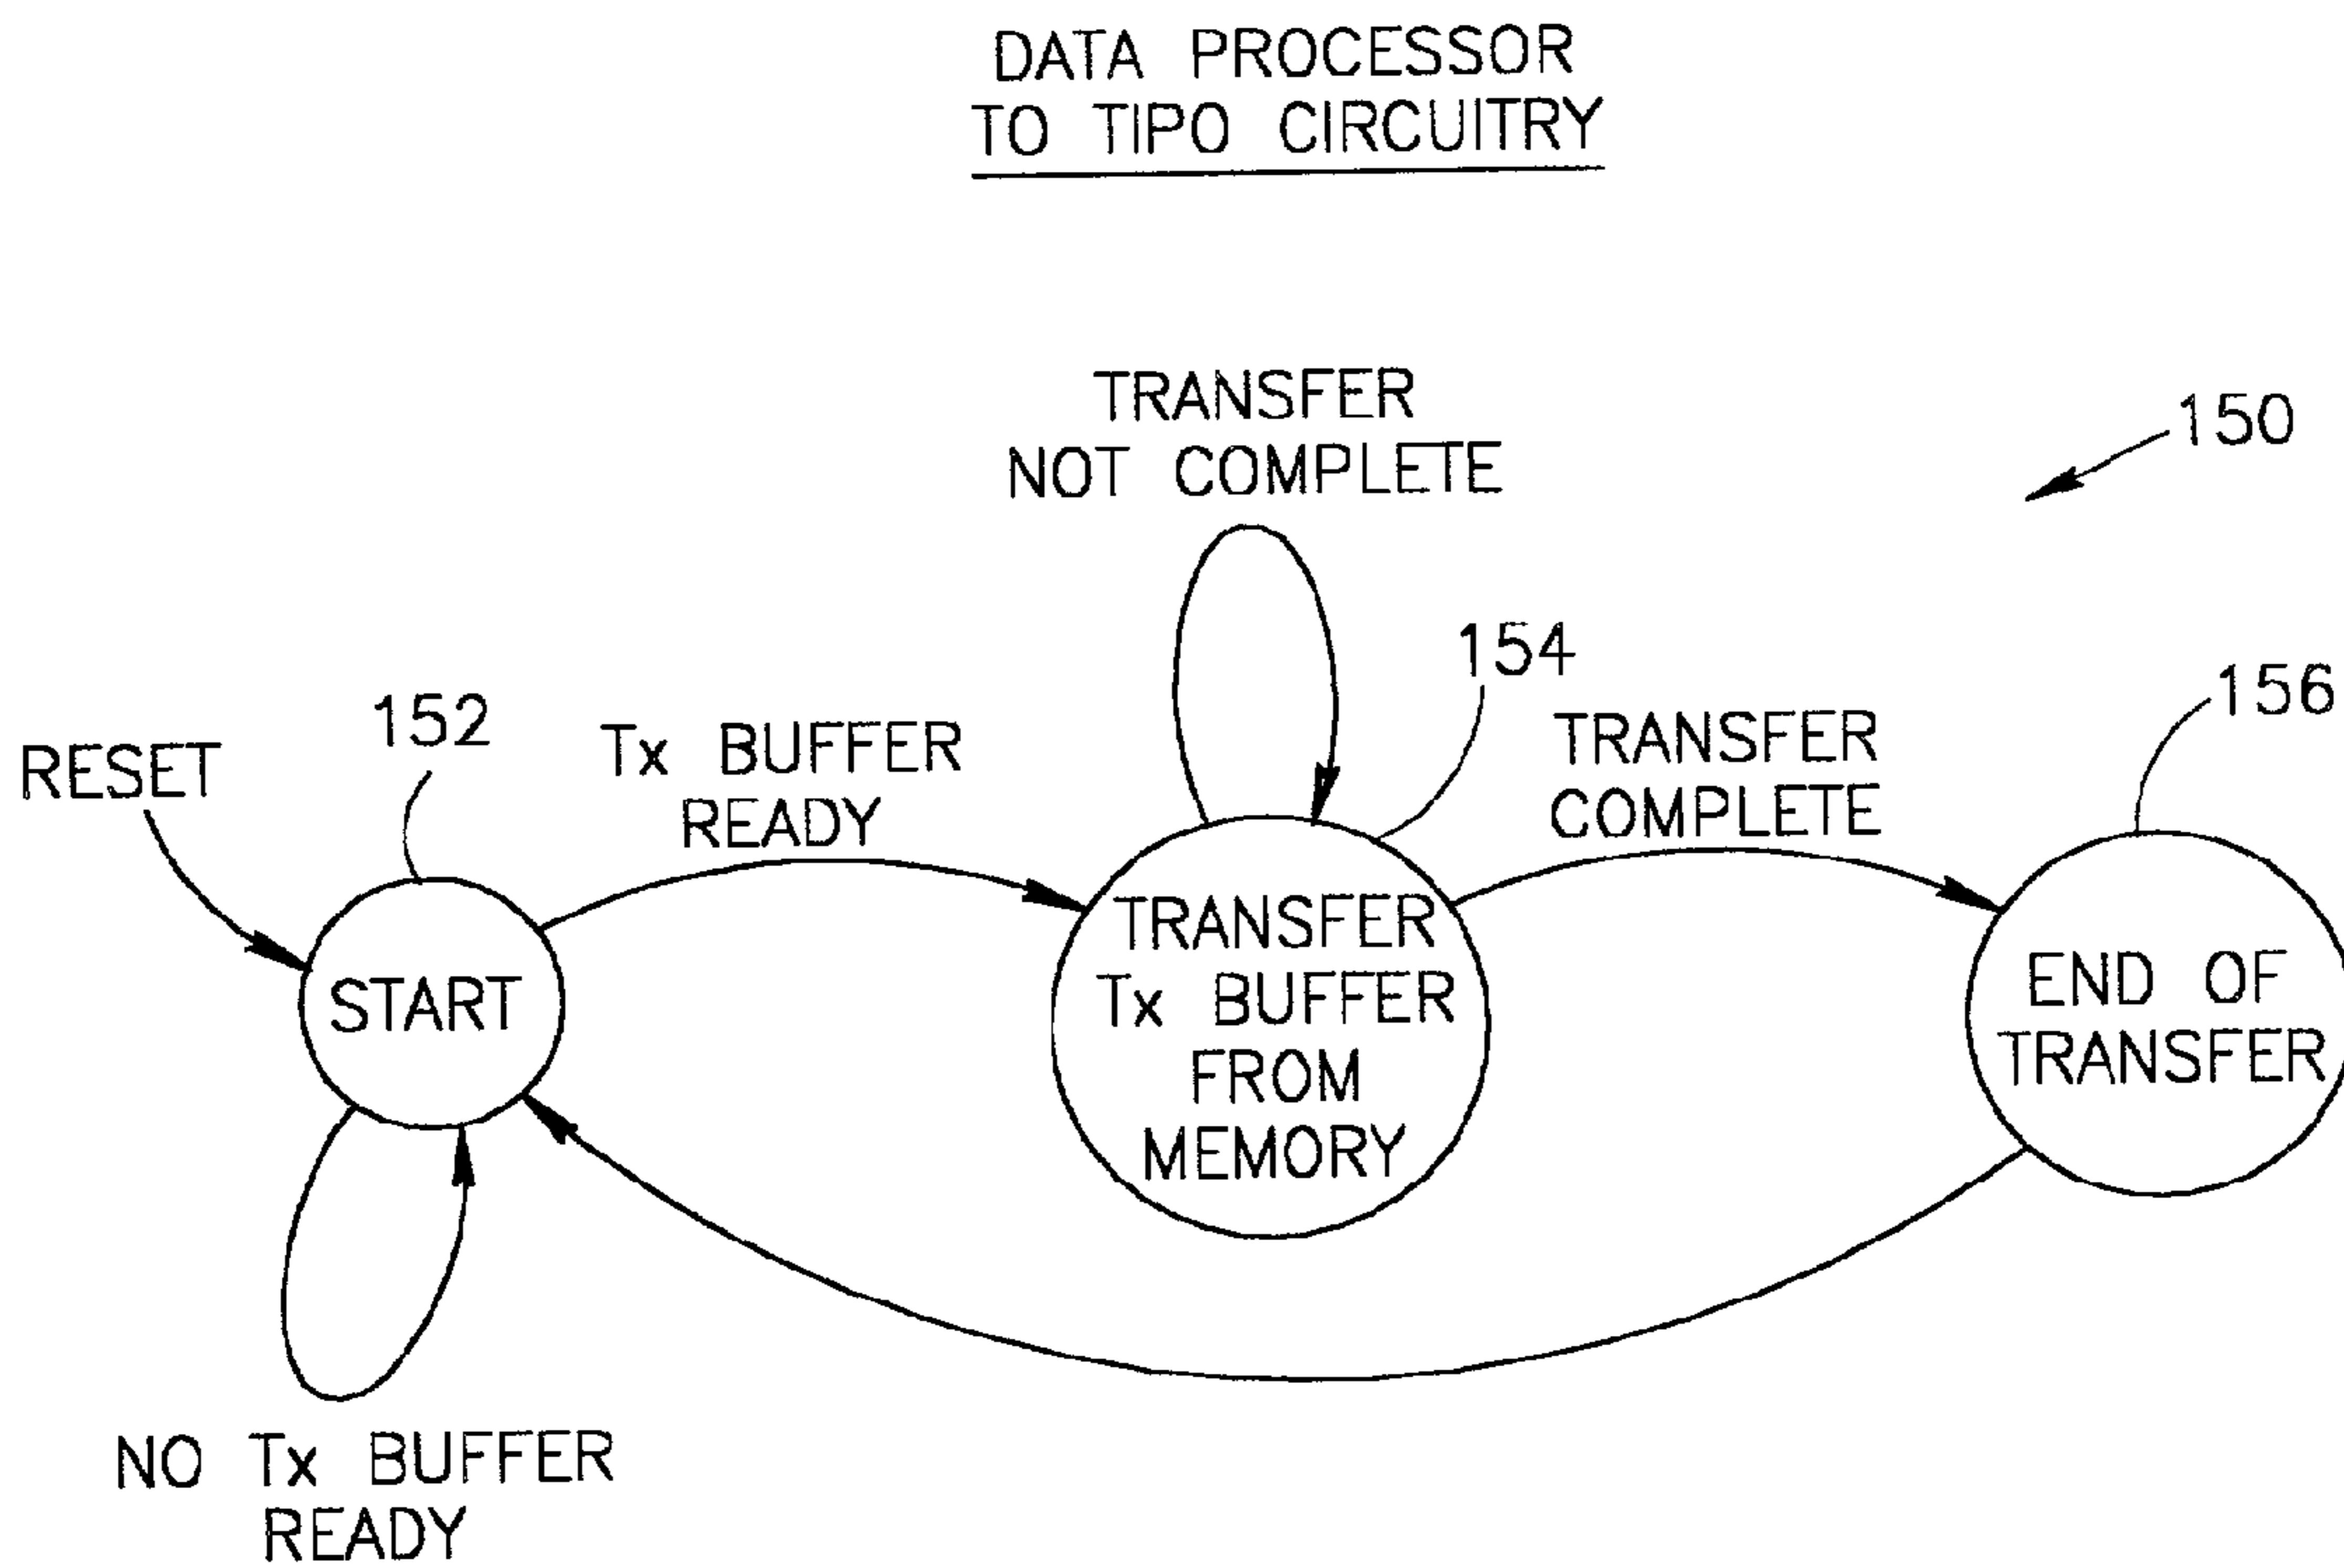 DATA PROCESSOR
TO TIPO CIRCUITRY
TRANSFER
NOT COMPLETE
150
154
156
152
RESET
Tx BUFFER
READY
TRANSFER
COMPLETE
START
TRANSFER
Tx BUFFER
FROM
MEMORY
END OF
TRANSFER
NO Tx BUFFER
READY